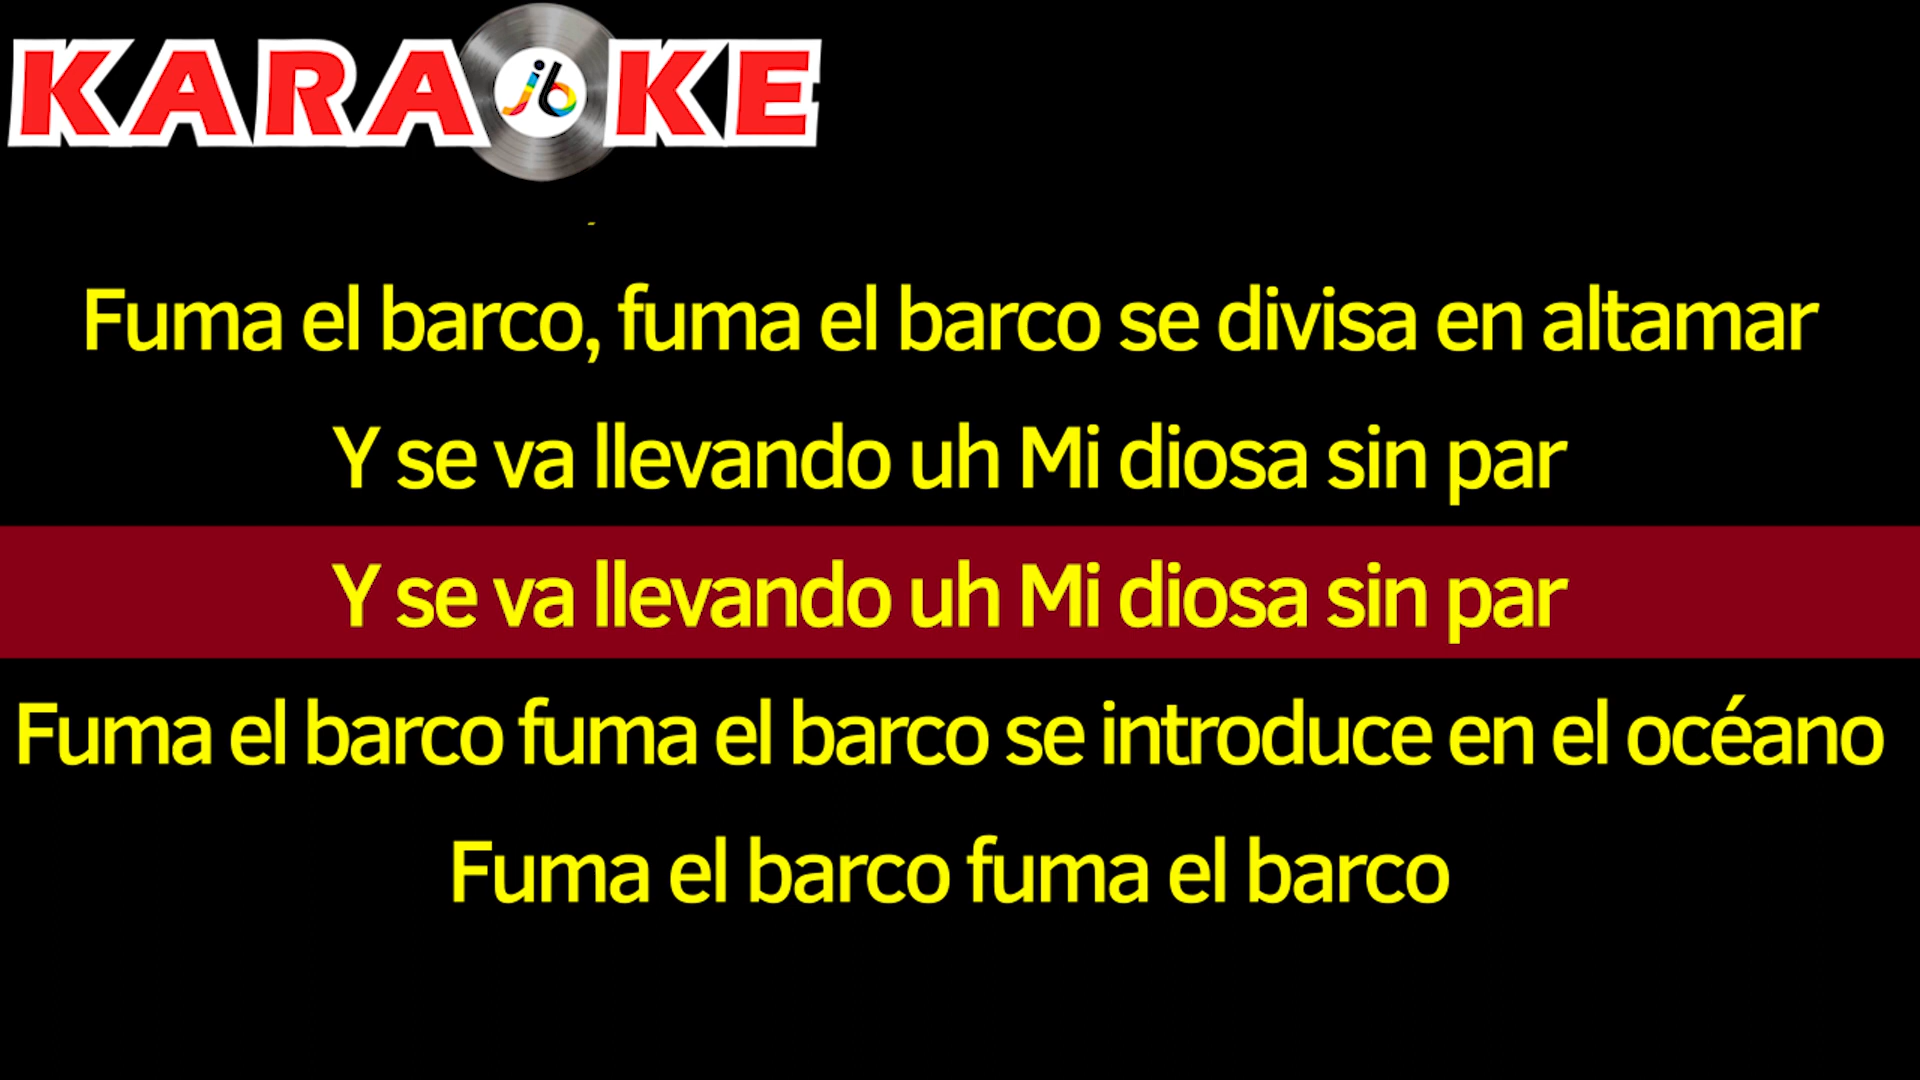 KARAOKE
jb
Fuma el barco, fuma el barco se divisa en altamar
Y se va llevando uh Mi diosa sin par
Y se va llevando uh Mi diosa sin par
Fuma el barco fuma el barco se introduce en el océano
Fuma el barco fuma el barco